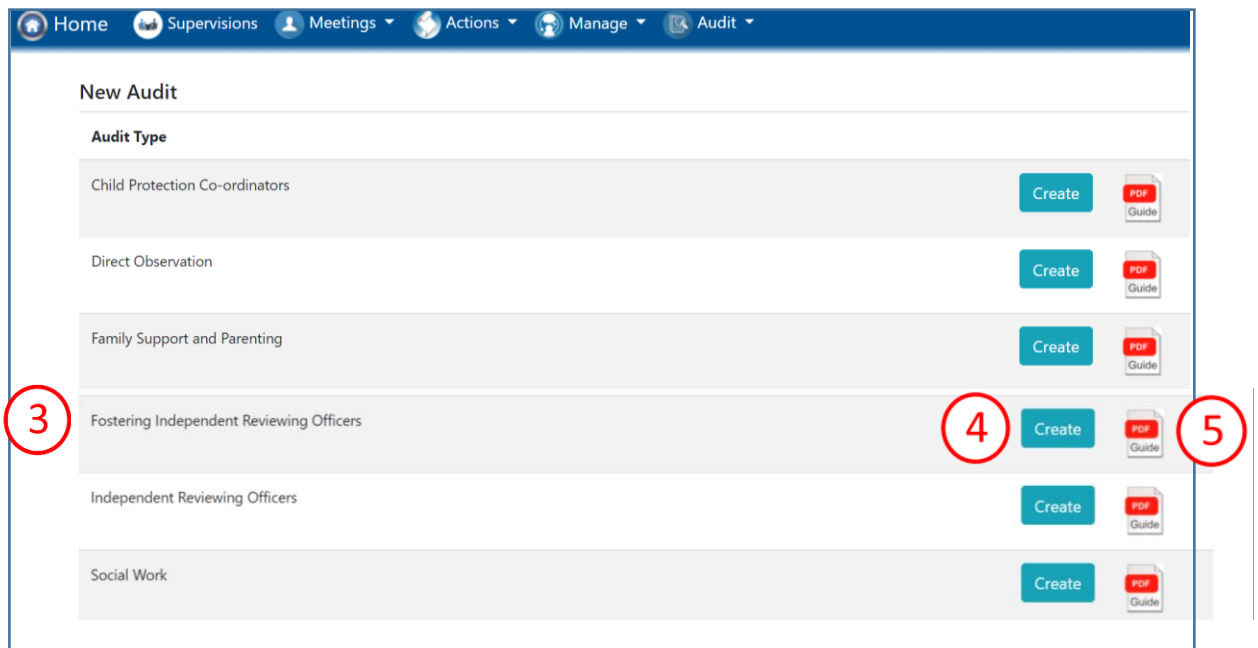 Home Supervisions Meetings Actions Manage Audit
New Audit
Audit Type
Child Protection Co-ordinators Create PDF Guide
Direct Observation Create PDF Guide
Family Support and Parenting Create PDF Guide
3 Fostering Independent Reviewing Officers 4 Create PDF Guide 5
Independent Reviewing Officers Create PDF Guide
Social Work Create PDF Guide